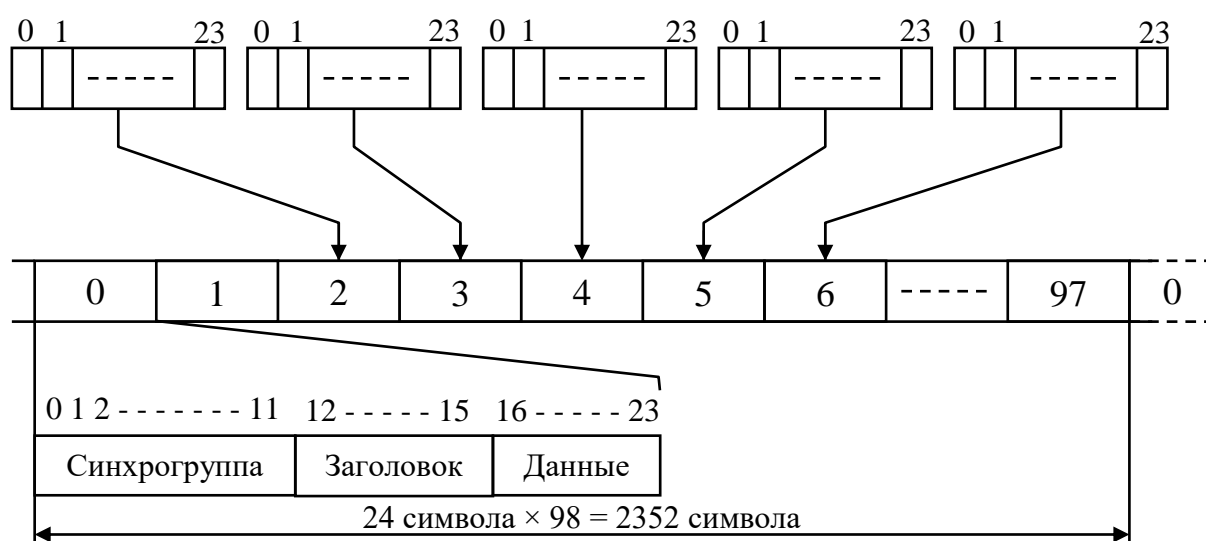 0 1 23 0 1 23 0 1 23 0 1 23 0 1 23
- - - - - - - - - - - - - - - - - - - - - - - - -
0 1 2 3 4 5 6 - - - - - 97 0
0 1 2 - - - - - - - 11 12 - - - - - 15 16 - - - - - 23
Синхрогруппа Заголовок Данные
24 символа × 98 = 2352 символа